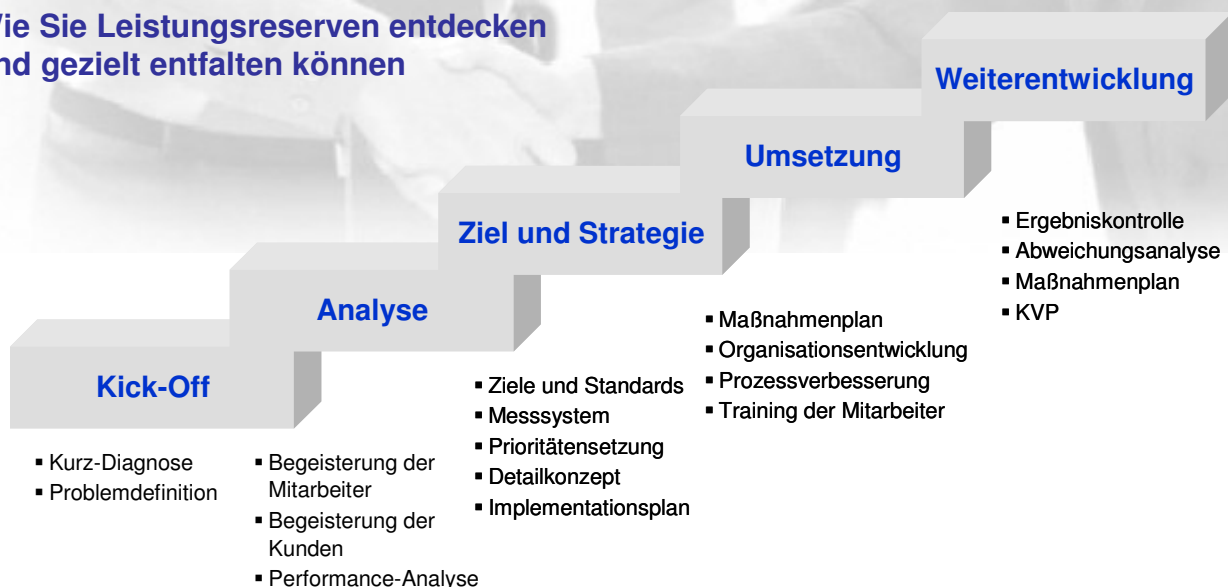 ie Sie Leistungsreserven entdecken
nd gezielt entfalten können
Kick-Off
▪ Kurz-Diagnose
▪ Problemdefinition
Analyse
▪ Begeisterung der
Mitarbeiter
▪ Begeisterung der
Kunden
▪ Performance-Analyse
Ziel und Strategie
▪ Ziele und Standards
▪ Messsystem
▪ Prioritätensetzung
▪ Detailkonzept
▪ Implementationsplan
Umsetzung
▪ Maßnahmenplan
▪ Organisationsentwicklung
▪ Prozessverbesserung
▪ Training der Mitarbeiter
Weiterentwicklung
▪ Ergebniskontrolle
▪ Abweichungsanalyse
▪ Maßnahmenplan
▪ KVP